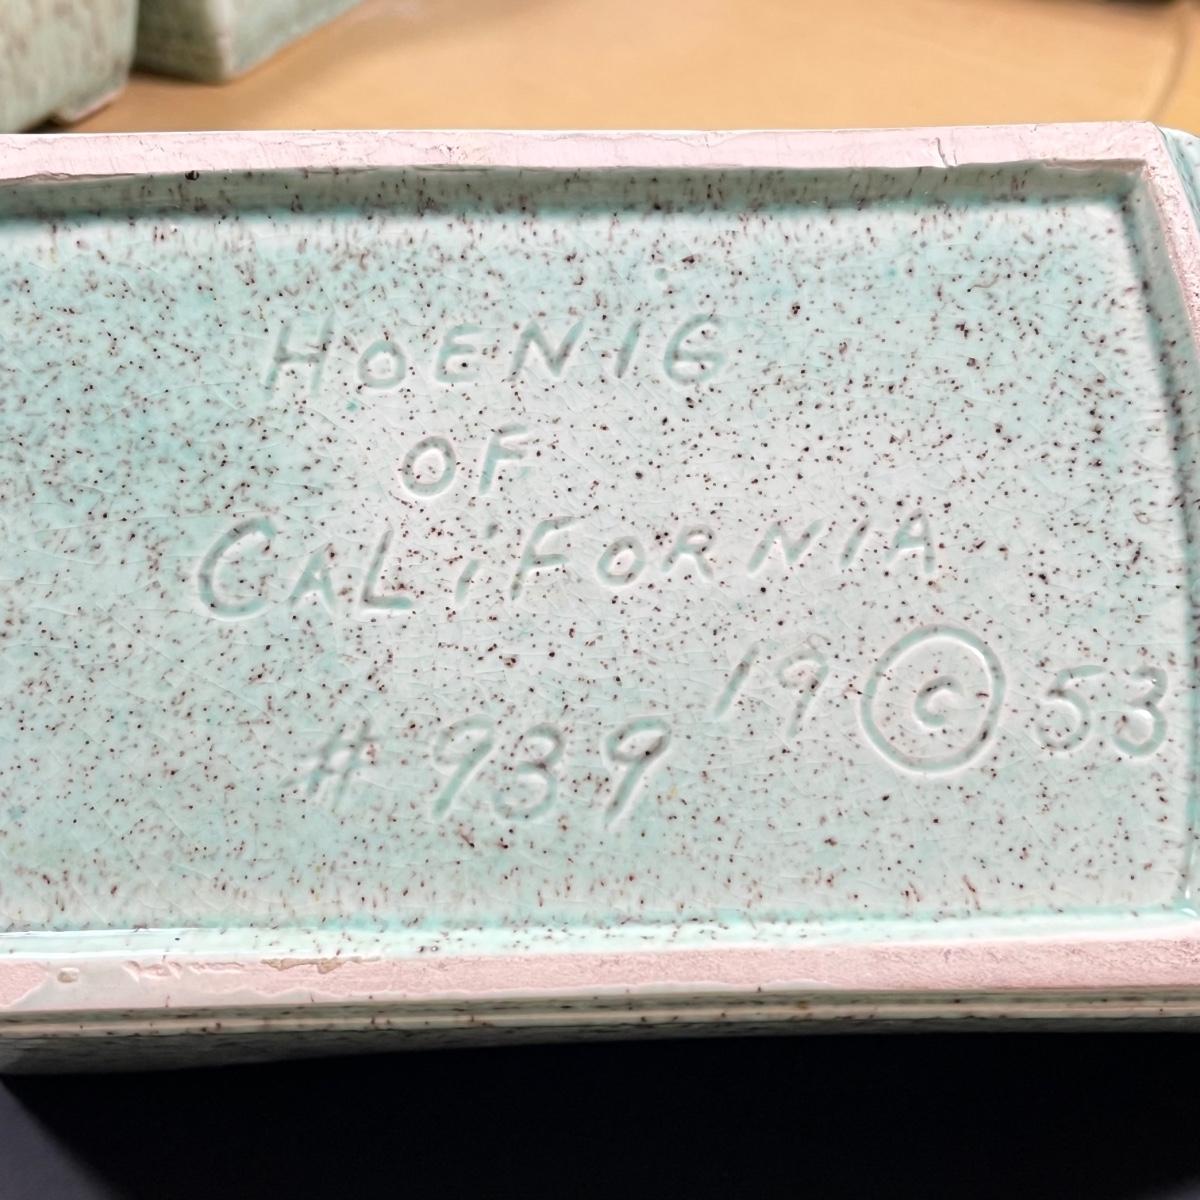 HOENIG
OF
CALiFORNIA
19 © 53
# 939